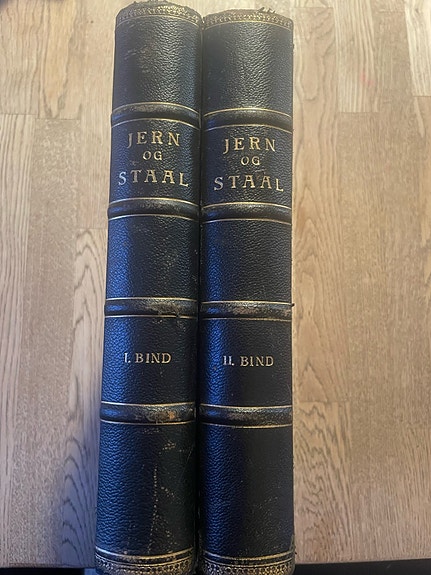 JERN
OG
STAAL
I. BIND
JERN
OG
STAAL
II. BIND